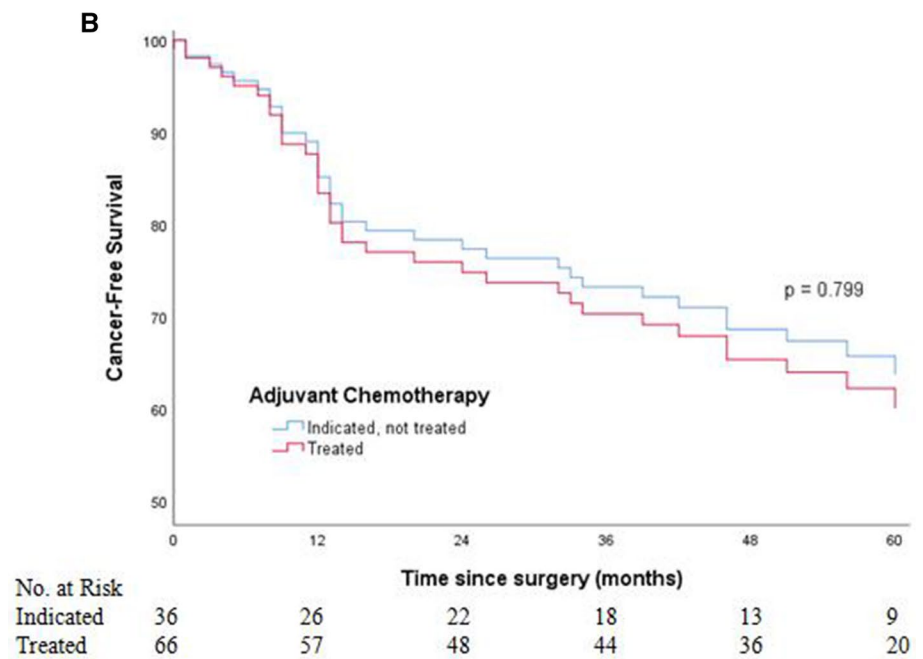 B
100
90
80
70
60
50
Cancer-Free Survival
p = 0.799
Adjuvant Chemotherapy
Indicated, not treated
Treated
0 12 24 36 48 60
Time since surgery (months)
No. at Risk
Indicated 36 26 22 18 13 9
Treated 66 57 48 44 36 20